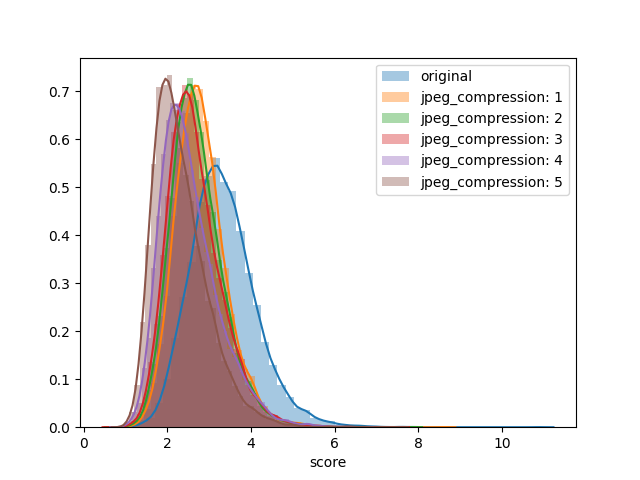 original
jpeg_compression: 1
jpeg_compression: 2
jpeg_compression: 3
jpeg_compression: 4
jpeg_compression: 5
0.7
0.6
0.5
0.4
0.3
0.2
0.1
0.0
0 2 4 6 8 10
score